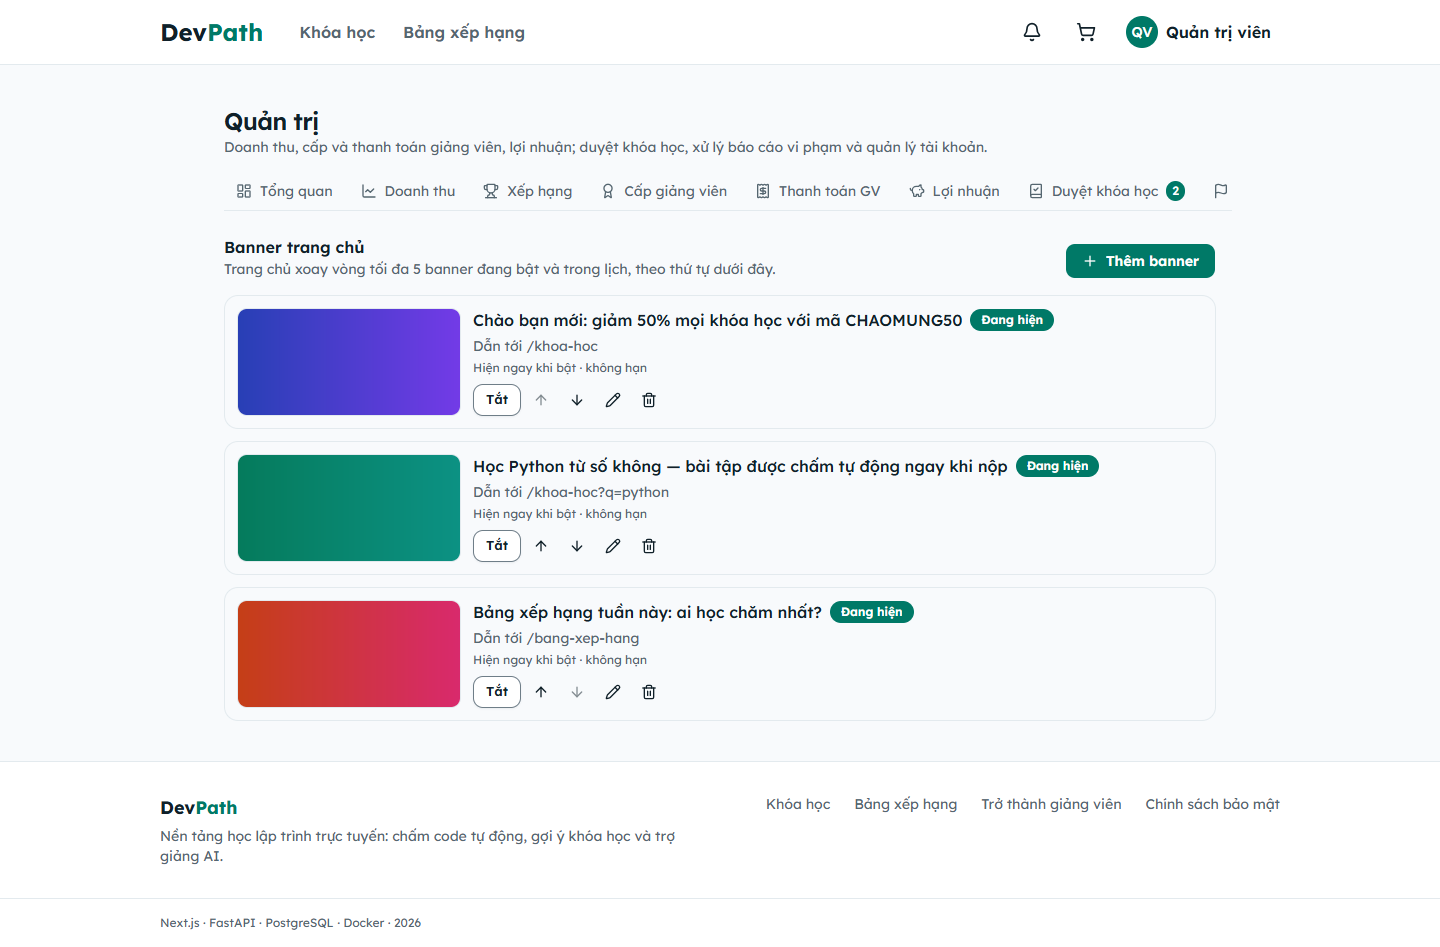 DevPath
Khóa học
Bảng xếp hạng
QV
Quản trị viên
Quản trị
Doanh thu, cấp và thanh toán giảng viên, lợi nhuận; duyệt khóa học, xử lý báo cáo vi phạm và quản lý tài khoản.
Tổng quan
Doanh thu
Xếp hạng
Cấp giảng viên
Thanh toán GV
Lợi nhuận
Duyệt khóa học
2
Banner trang chủ
Trang chủ xoay vòng tối đa 5 banner đang bật và trong lịch, theo thứ tự dưới đây.
Thêm banner
Chào bạn mới: giảm 50% mọi khóa học với mã CHAOMUNG50
Đang hiện
Dẫn tới /khoa-hoc
Hiện ngay khi bật · không hạn
Tắt
Học Python từ số không — bài tập được chấm tự động ngay khi nộp
Đang hiện
Dẫn tới /khoa-hoc?q=python
Hiện ngay khi bật · không hạn
Tắt
Bảng xếp hạng tuần này: ai học chăm nhất?
Đang hiện
Dẫn tới /bang-xep-hang
Hiện ngay khi bật · không hạn
Tắt
DevPath
Nền tảng học lập trình trực tuyến: chấm code tự động, gợi ý khóa học và trợ
giảng AI.
Khóa học
Bảng xếp hạng
Trở thành giảng viên
Chính sách bảo mật
Next.js · FastAPI · PostgreSQL · Docker · 2026